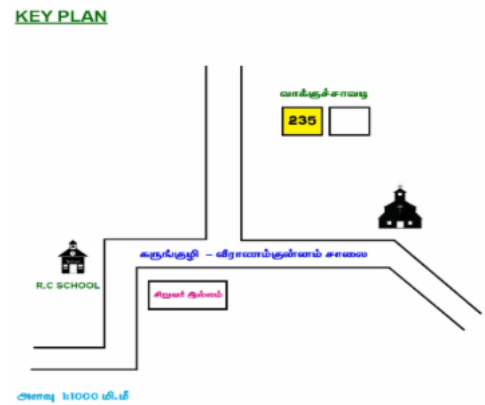 KEY PLAN
வாக்குச்சாவடி
235
கருங்குழி – வீராணம்குன்னம் சாலை
R.C SCHOOL
சிறுவர் இல்லம்
அளவு 1:1000 மி.மீ